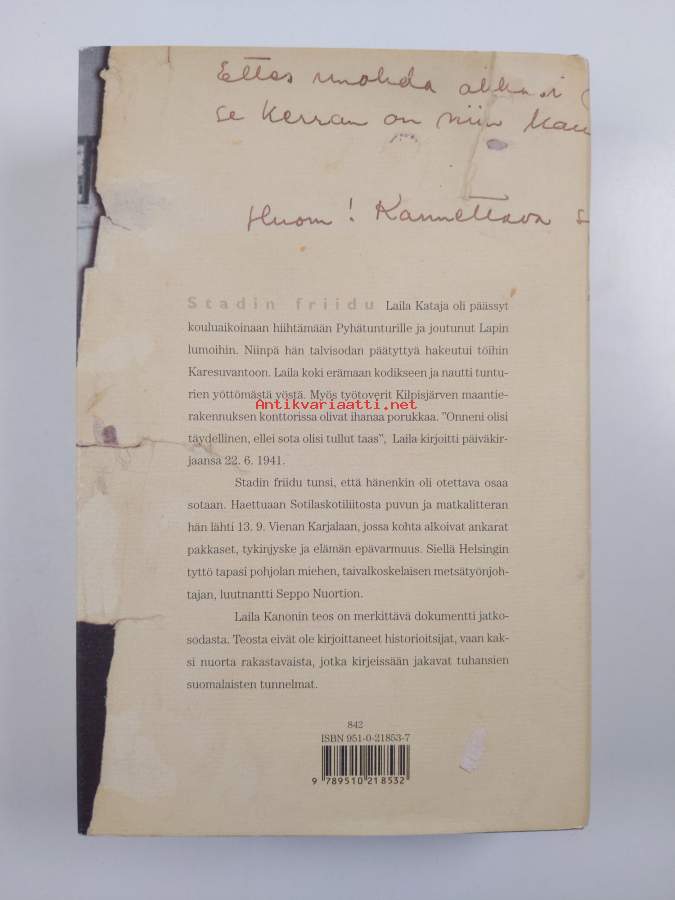 Ettes unohda
se kerran on niin
Huom! Kannettava s
Stadin friidu Laila Kataja oli päässyt
kouluaikoinaan hiihtämään Pyhätunturille ja joutunut Lapin
lumoihin. Niinpä hän talvisodan päätyttyä hakeutui töihin
Karesuvantoon. Laila koki erämaan kodikseen ja nautti tuntu-
rien yöttömästä yöstä. Myös työtoverit Kilpisjärven maantie-
Antikvariaatti.net
rakennuksen konttorissa olivat ihanaa porukkaa. "Onneni olisi
täydellinen, ellei sota olisi tullut taas", Laila kirjoitti päiväkir-
jaansa 22. 6. 1941.
Stadin friidu tunsi, että hänenkin oli otettava osaa
sotaan. Haettuaan Sotilaskotiliitosta puvun ja matkalitteran
hän lähti 13. 9. Vienan Karjalaan, jossa kohta alkoivat ankarat
pakkaset, tykinjyske ja elämän epävarmuus. Siellä Helsingin
tyttö tapasi pohjolan miehen, taivalkoskelaisen metsätyönjoh-
tajan, luutnantti Seppo Nuortion.
Laila Kanonin teos on merkittävä dokumentti jatko-
sodasta. Teosta eivät ole kirjoittaneet historioitsijat, vaan kak-
si nuorta rakastavaista, jotka kirjeissään jakavat tuhansien
suomalaisten tunnelmat.
842
ISBN 951-0-21853-7
9 789510 218532